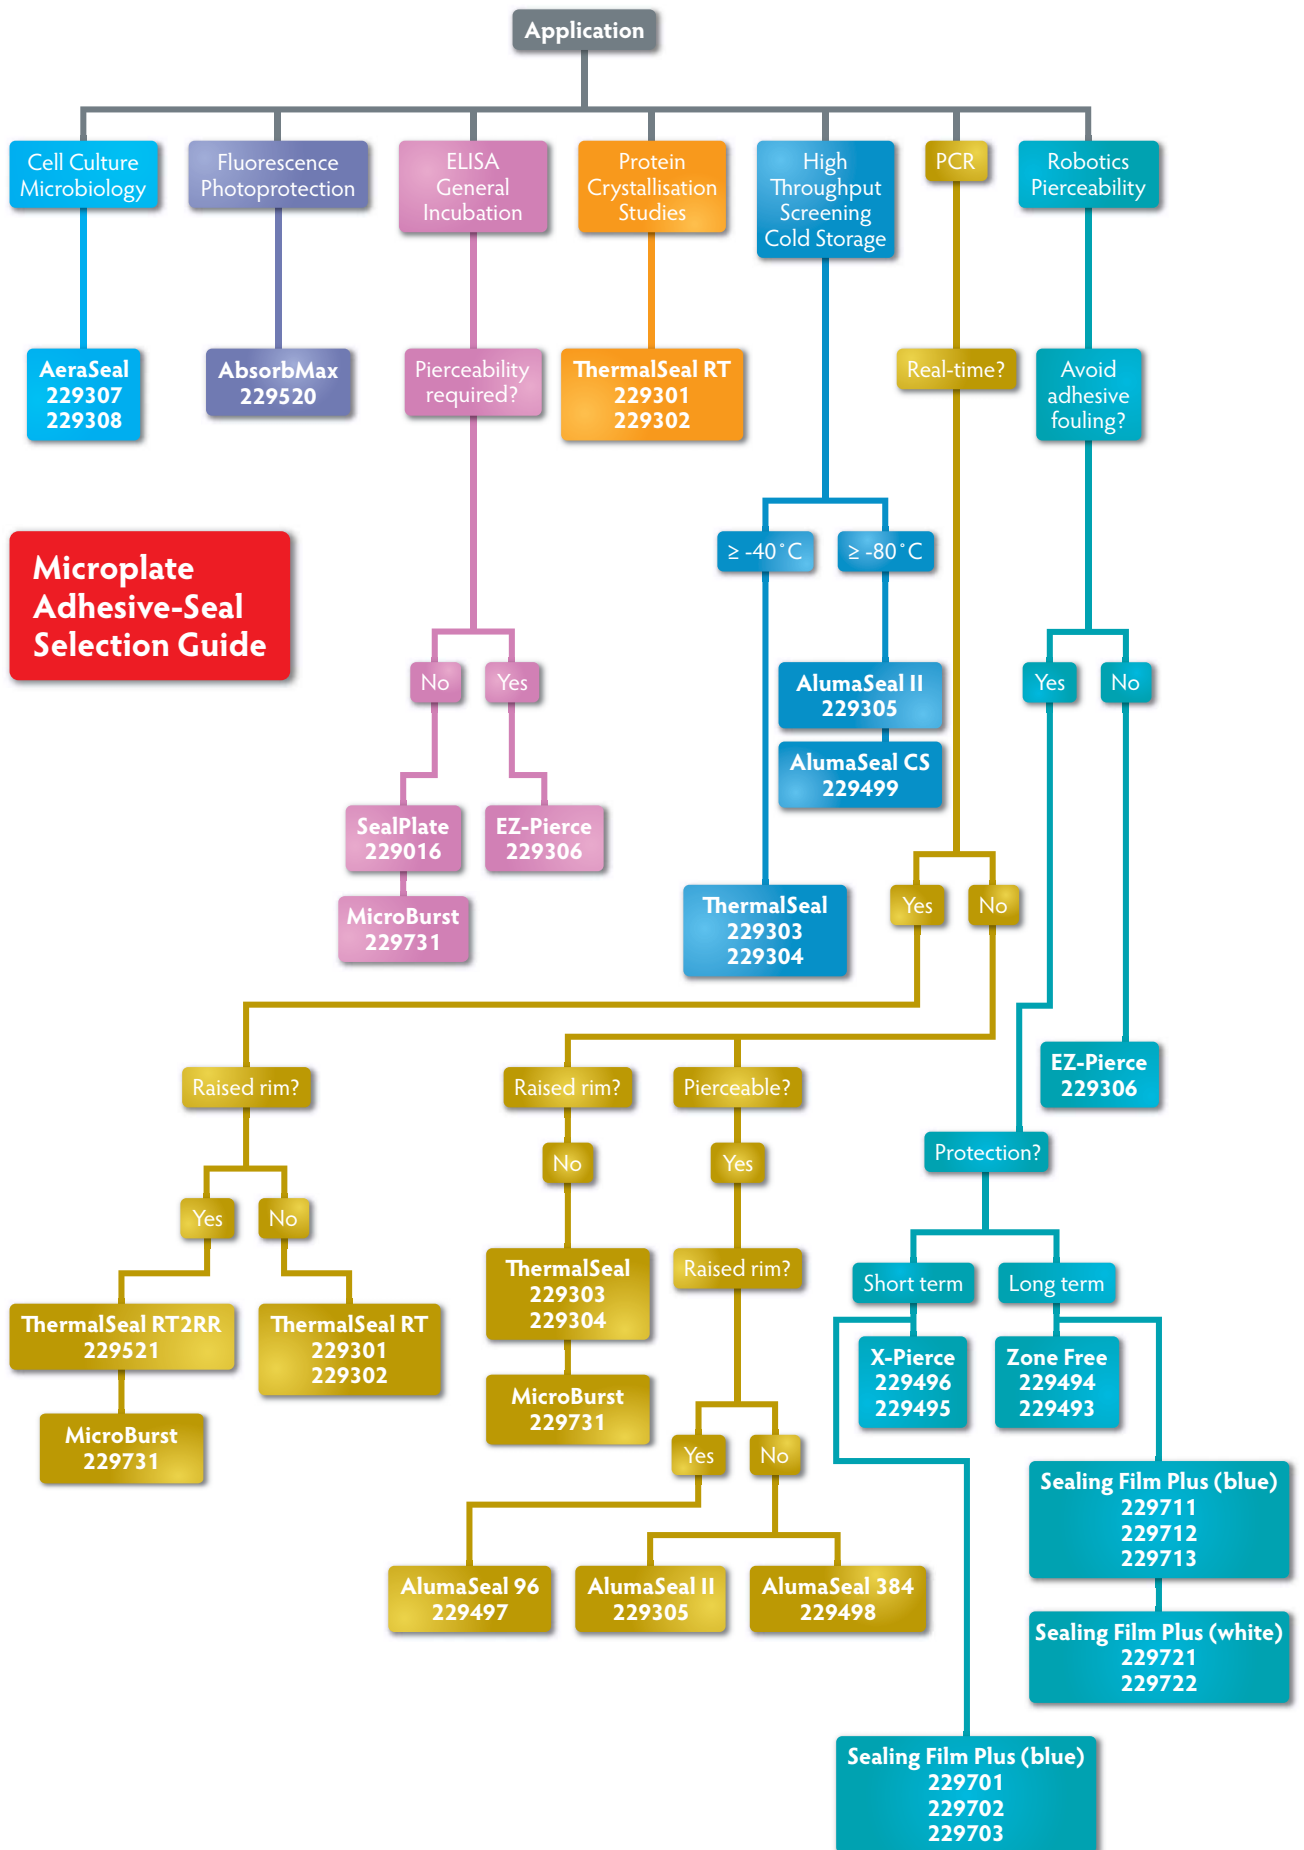 Application
Cell Culture
Microbiology
Fluorescence
Photoprotection
ELISA
General
Incubation
Protein
Crystallisation
Studies
High
Throughput
Screening
Cold Storage
PCR
Robotics
Pierceability
AeraSeal
229307
229308
AbsorbMax
229520
Pierceability
required?
ThermalSeal RT
229301
229302
Real-time?
Avoid
adhesive
fouling?
Microplate
Adhesive-Seal
Selection Guide
≥ -40˚C
≥ -80˚C
No
Yes
AlumaSeal II
229305
Yes
No
AlumaSeal CS
229499
SealPlate
229016
EZ-Pierce
229306
MicroBurst
229731
ThermalSeal
229303
229304
Yes
No
EZ-Pierce
229306
Raised rim?
Raised rim?
Pierceable?
Protection?
No
Yes
Yes
No
ThermalSeal
229303
229304
Raised rim?
Short term
Long term
ThermalSeal RT2RR
229521
ThermalSeal RT
229301
229302
X-Pierce
229496
229495
Zone Free
229494
229493
MicroBurst
229731
MicroBurst
229731
Yes
No
Sealing Film Plus (blue)
229711
229712
229713
AlumaSeal 96
229497
AlumaSeal II
229305
AlumaSeal 384
229498
Sealing Film Plus (white)
229721
229722
Sealing Film Plus (blue)
229701
229702
229703